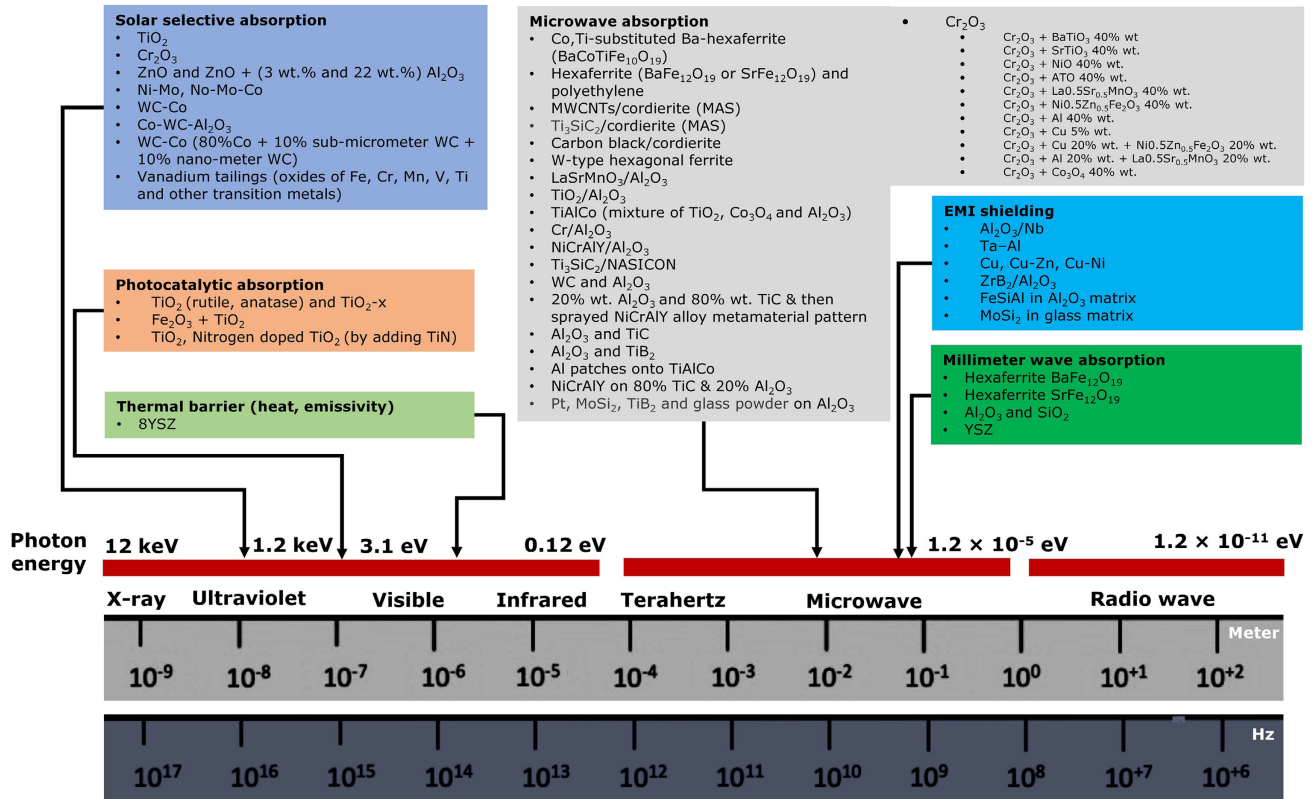 Solar selective absorption
• TiO₂
• Cr₂O₃
• ZnO and ZnO + (3 wt.% and 22 wt.%) Al₂O₃
• Ni-Mo, No-Mo-Co
• WC-Co
• Co-WC-Al₂O₃
• WC-Co (80%Co + 10% sub-micrometer WC +
10% nano-meter WC)
• Vanadium tailings (oxides of Fe, Cr, Mn, V, Ti
and other transition metals)
Photocatalytic absorption
• TiO₂ (rutile, anatase) and TiO₂-x
• Fe₂O₃ + TiO₂
• TiO₂, Nitrogen doped TiO₂ (by adding TiN)
Thermal barrier (heat, emissivity)
• 8YSZ
Microwave absorption
• Co,Ti-substituted Ba-hexaferrite
(BaCoTiFe₁₀O₁₉)
• Hexaferrite (BaFe₁₂O₁₉ or SrFe₁₂O₁₉) and
polyethylene
• MWCNTs/cordierite (MAS)
• Ti₃SiC₂/cordierite (MAS)
• Carbon black/cordierite
• W-type hexagonal ferrite
• LaSrMnO₃/Al₂O₃
• TiO₂/Al₂O₃
• TiAlCo (mixture of TiO₂, Co₃O₄ and Al₂O₃)
• Cr/Al₂O₃
• NiCrAlY/Al₂O₃
• Ti₃SiC₂/NASICON
• WC and Al₂O₃
• 20% wt. Al₂O₃ and 80% wt. TiC & then
sprayed NiCrAlY alloy metamaterial pattern
• Al₂O₃ and TiC
• Al₂O₃ and TiB₂
• Al patches onto TiAlCo
• NiCrAlY on 80% TiC & 20% Al₂O₃
• Pt, MoSi₂, TiB₂ and glass powder on Al₂O₃
• Cr₂O₃
• Cr₂O₃ + BaTiO₃ 40% wt
• Cr₂O₃ + SrTiO₃ 40% wt.
• Cr₂O₃ + NiO 40% wt.
• Cr₂O₃ + ATO 40% wt.
• Cr₂O₃ + La0.5Sr₀.₅MnO₃ 40% wt.
• Cr₂O₃ + Ni0.5Zn₀.₅Fe₂O₃ 40% wt.
• Cr₂O₃ + Al 40% wt.
• Cr₂O₃ + Cu 5% wt.
• Cr₂O₃ + Cu 20% wt. + Ni0.5Zn₀.₅Fe₂O₃ 20% wt.
• Cr₂O₃ + Al 20% wt. + La0.5Sr₀.₅MnO₃ 20% wt.
• Cr₂O₃ + Co₃O₄ 40% wt.
EMI shielding
• Al₂O₃/Nb
• Ta–Al
• Cu, Cu-Zn, Cu-Ni
• ZrB₂/Al₂O₃
• FeSiAl in Al₂O₃ matrix
• MoSi₂ in glass matrix
Millimeter wave absorption
• Hexaferrite BaFe₁₂O₁₉
• Hexaferrite SrFe₁₂O₁₉
• Al₂O₃ and SiO₂
• YSZ
Photon
energy
12 keV 1.2 keV 3.1 eV 0.12 eV 1.2 × 10⁻⁵ eV 1.2 × 10⁻¹¹ eV
X-ray Ultraviolet Visible Infrared Terahertz Microwave Radio wave
Meter
10⁻⁹ 10⁻⁸ 10⁻⁷ 10⁻⁶ 10⁻⁵ 10⁻⁴ 10⁻³ 10⁻² 10⁻¹ 10⁰ 10⁺¹ 10⁺²
Hz
10¹⁷ 10¹⁶ 10¹⁵ 10¹⁴ 10¹³ 10¹² 10¹¹ 10¹⁰ 10⁹ 10⁸ 10⁺⁷ 10⁺⁶